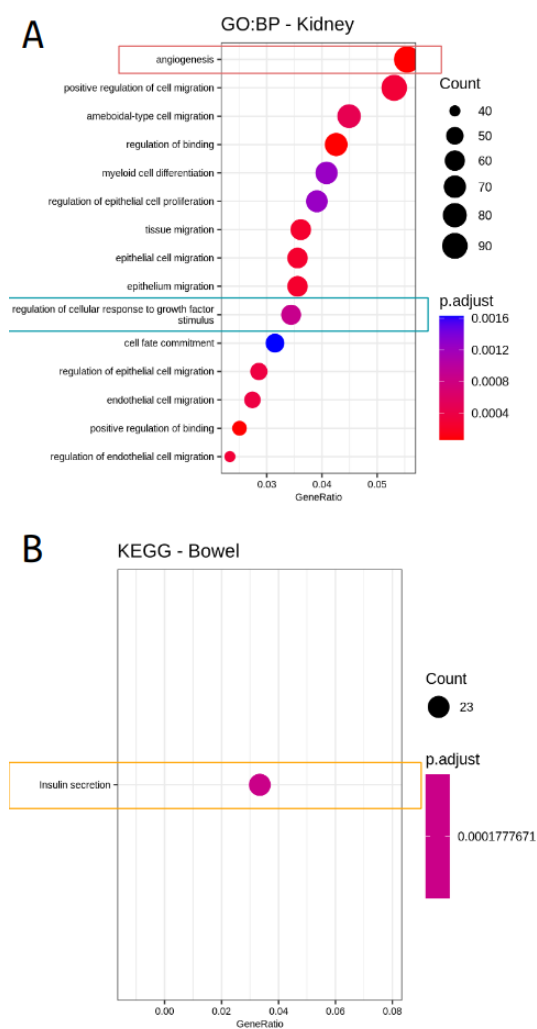 A
GO:BP - Kidney
angiogenesis
positive regulation of cell migration
ameboidal-type cell migration
regulation of binding
myeloid cell differentiation
regulation of epithelial cell proliferation
tissue migration
epithelial cell migration
epithelium migration
regulation of cellular response to growth factor
stimulus
cell fate commitment
regulation of epithelial cell migration
endothelial cell migration
positive regulation of binding
regulation of endothelial cell migration
0.03 0.04 0.05
GeneRatio
Count
40
50
60
70
80
90
p.adjust
0.0016
0.0012
0.0008
0.0004
B
KEGG - Bowel
Insulin secretion
0.00 0.02 0.04 0.06 0.08
GeneRatio
Count
23
p.adjust
0.0001777671